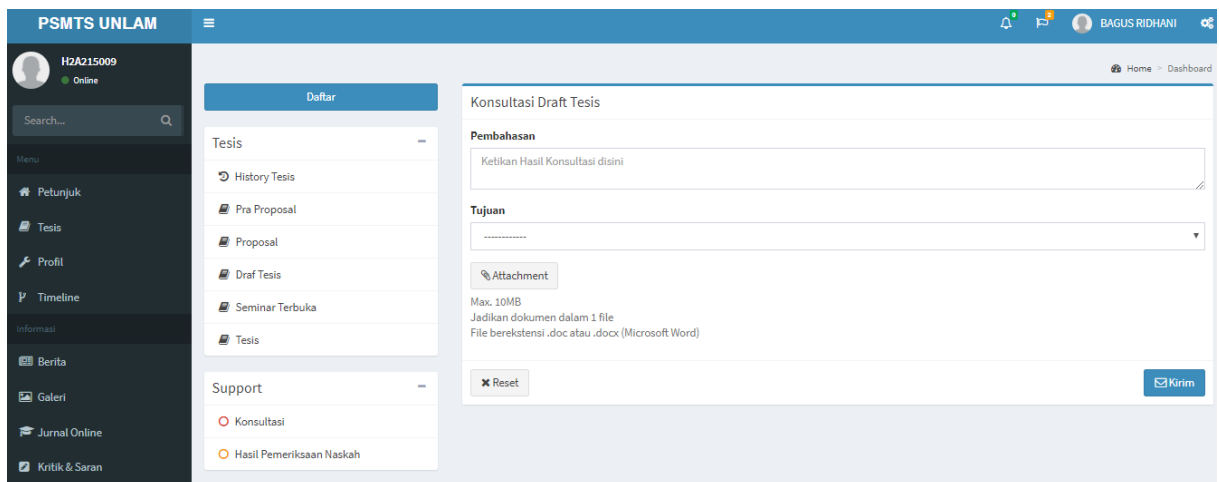 PSMTS UNLAM
0
2
BAGUS RIDHANI
H2A215009
Online
Search...
Menu
Petunjuk
Tesis
Profil
Timeline
Informasi
Berita
Galeri
Jurnal Online
Kritik & Saran
Home > Dashboard
Daftar
Tesis
History Tesis
Pra Proposal
Proposal
Draf Tesis
Seminar Terbuka
Tesis
Support
Konsultasi
Hasil Pemeriksaan Naskah
Konsultasi Draft Tesis
Pembahasan
Ketikan Hasil Konsultasi disini
Tujuan
------------
Attachment
Max. 10MB
Jadikan dokumen dalam 1 file
File berekstensi .doc atau .docx (Microsoft Word)
Reset
Kirim